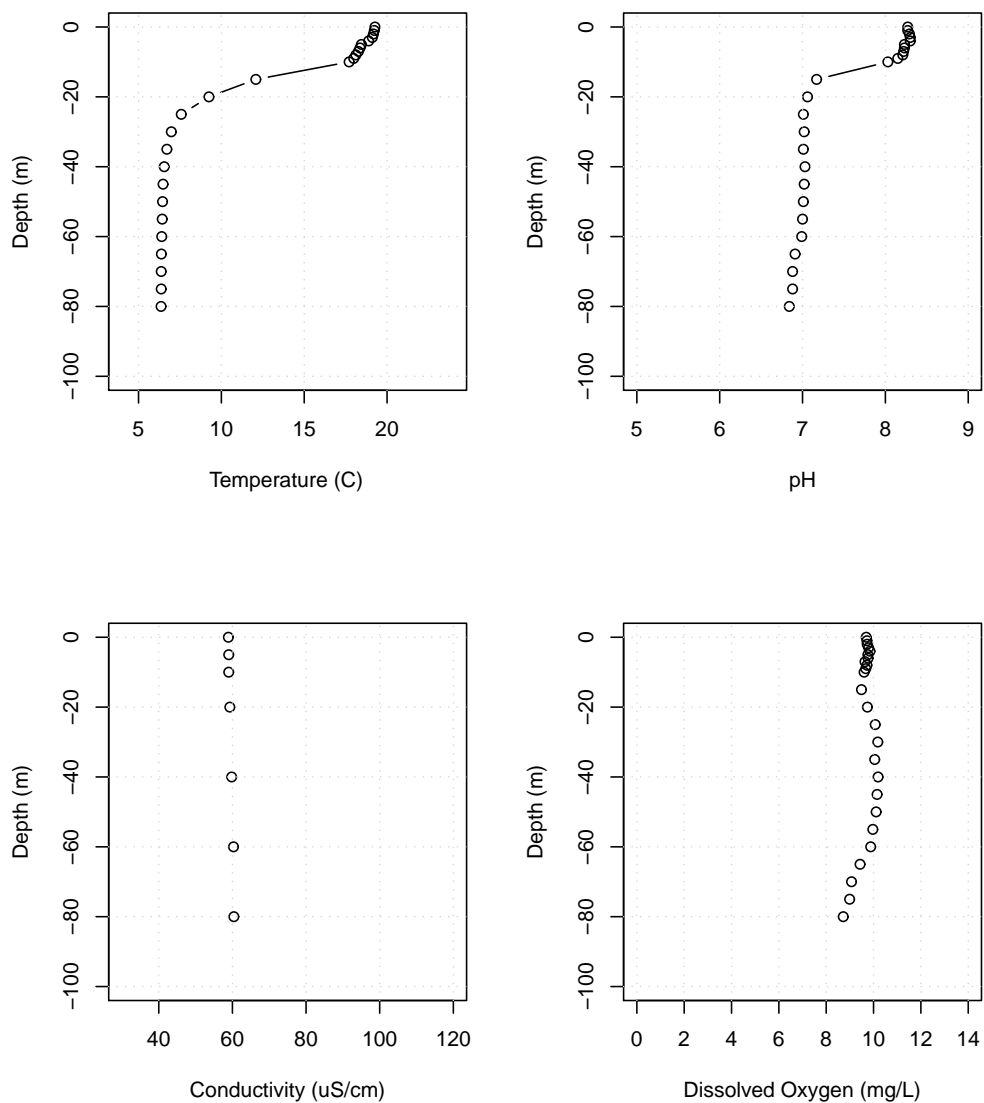 0
−20
−40
−60
−80
−100
Depth (m)
5 10 15 20
Temperature (C)
0
−20
−40
−60
−80
−100
Depth (m)
5 6 7 8 9
pH
0
−20
−40
−60
−80
−100
Depth (m)
40 60 80 100 120
Conductivity (uS/cm)
0
−20
−40
−60
−80
−100
Depth (m)
0 2 4 6 8 10 12 14
Dissolved Oxygen (mg/L)